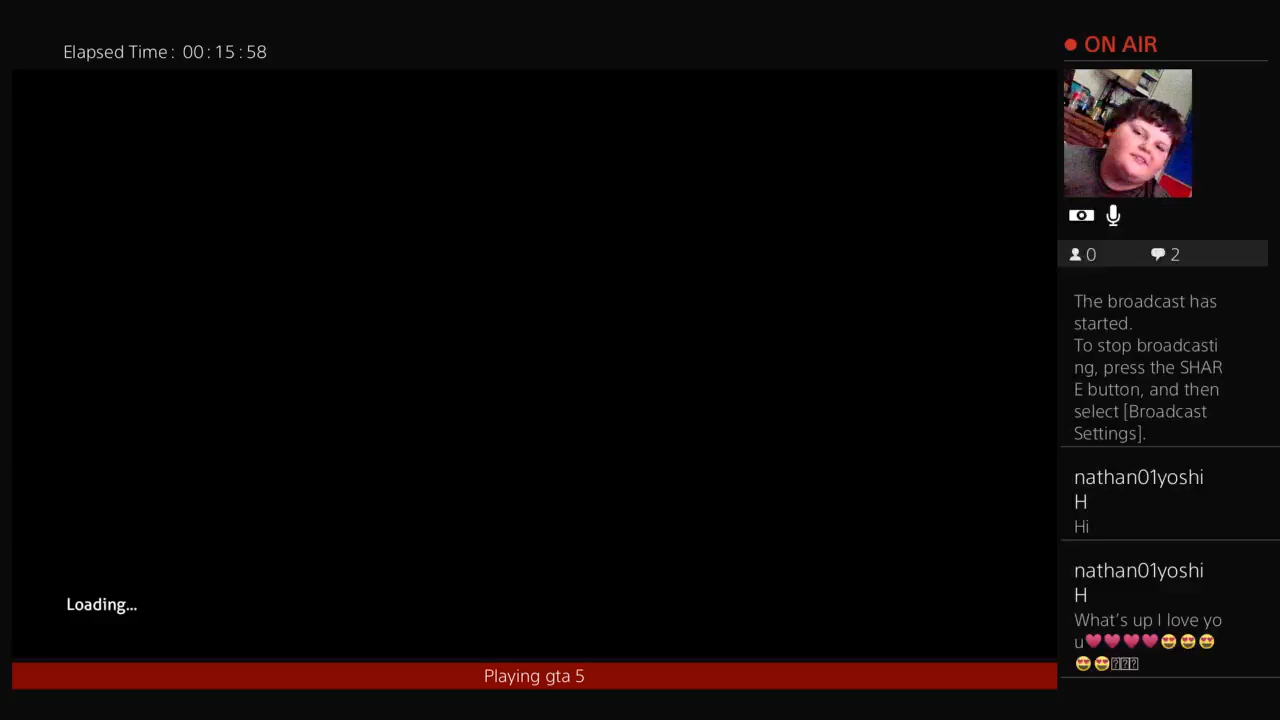 Elapsed Time: 00:15:58
ON AIR
0 2
The broadcast has
started.
To stop broadcasti
ng, press the SHAR
E button, and then
select [Broadcast
Settings].
nathan01yoshi
H
Hi
nathan01yoshi
H
What's up I love yo
u💗💗💗💗😍😍😍
😍😍
Loading...
Playing gta 5